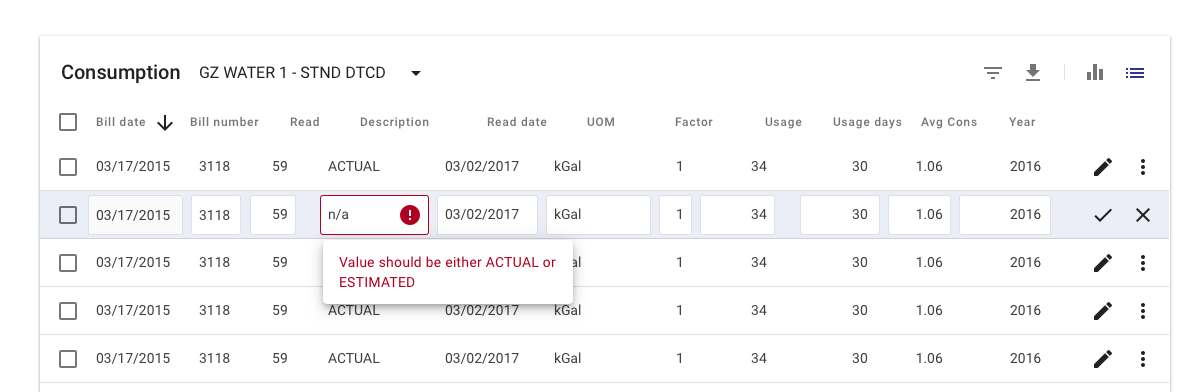 Consumption GZ WATER 1 - STND DTCD
Bill date Bill number Read Description Read date UOM Factor Usage Usage days Avg Cons Year
03/17/2015 3118 59 ACTUAL 03/02/2017 kGal 1 34 30 1.06 2016
03/17/2015 3118 59 n/a 03/02/2017 kGal 1 34 30 1.06 2016
03/17/2015 3118 59 al 1 34 30 1.06 2016
Value should be either ACTUAL or
ESTIMATED
03/17/2015 3118 59 ACTUAL 03/02/2017 kGal 1 34 30 1.06 2016
03/17/2015 3118 59 ACTUAL 03/02/2017 kGal 1 34 30 1.06 2016